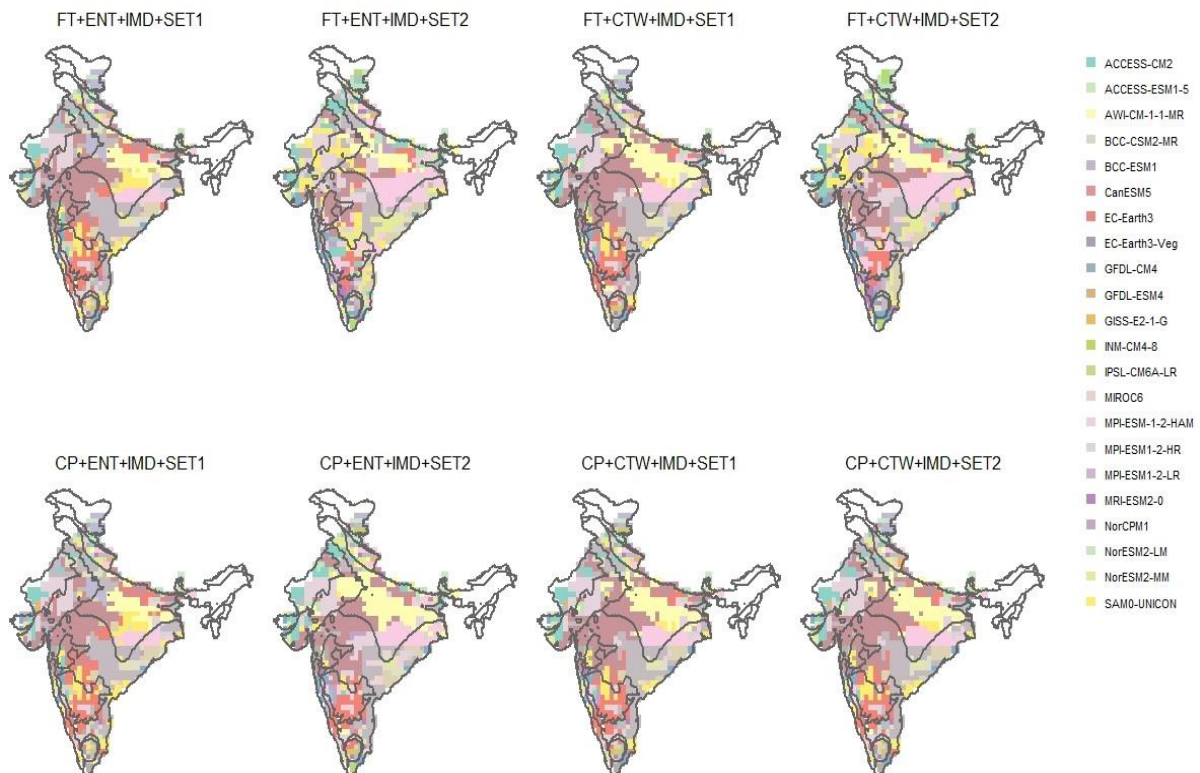 FT+ENT+IMD+SET1
FT+ENT+IMD+SET2
FT+CTW+IMD+SET1
FT+CTW+IMD+SET2
ACCESS-CM2
ACCESS-ESM1-5
AWI-CM-1-1-MR
BCC-CSM2-MR
BCC-ESM1
CanESM5
EC-Earth3
EC-Earth3-Veg
GFDL-CM4
GFDL-ESM4
GISS-E2-1-G
INM-CM4-8
IPSL-CM6A-LR
MIROC6
MPI-ESM-1-2-HAM
MPI-ESM1-2-HR
MPI-ESM1-2-LR
MRI-ESM2-0
NorCPM1
NorESM2-LM
NorESM2-MM
SAM0-UNICON
CP+ENT+IMD+SET1
CP+ENT+IMD+SET2
CP+CTW+IMD+SET1
CP+CTW+IMD+SET2